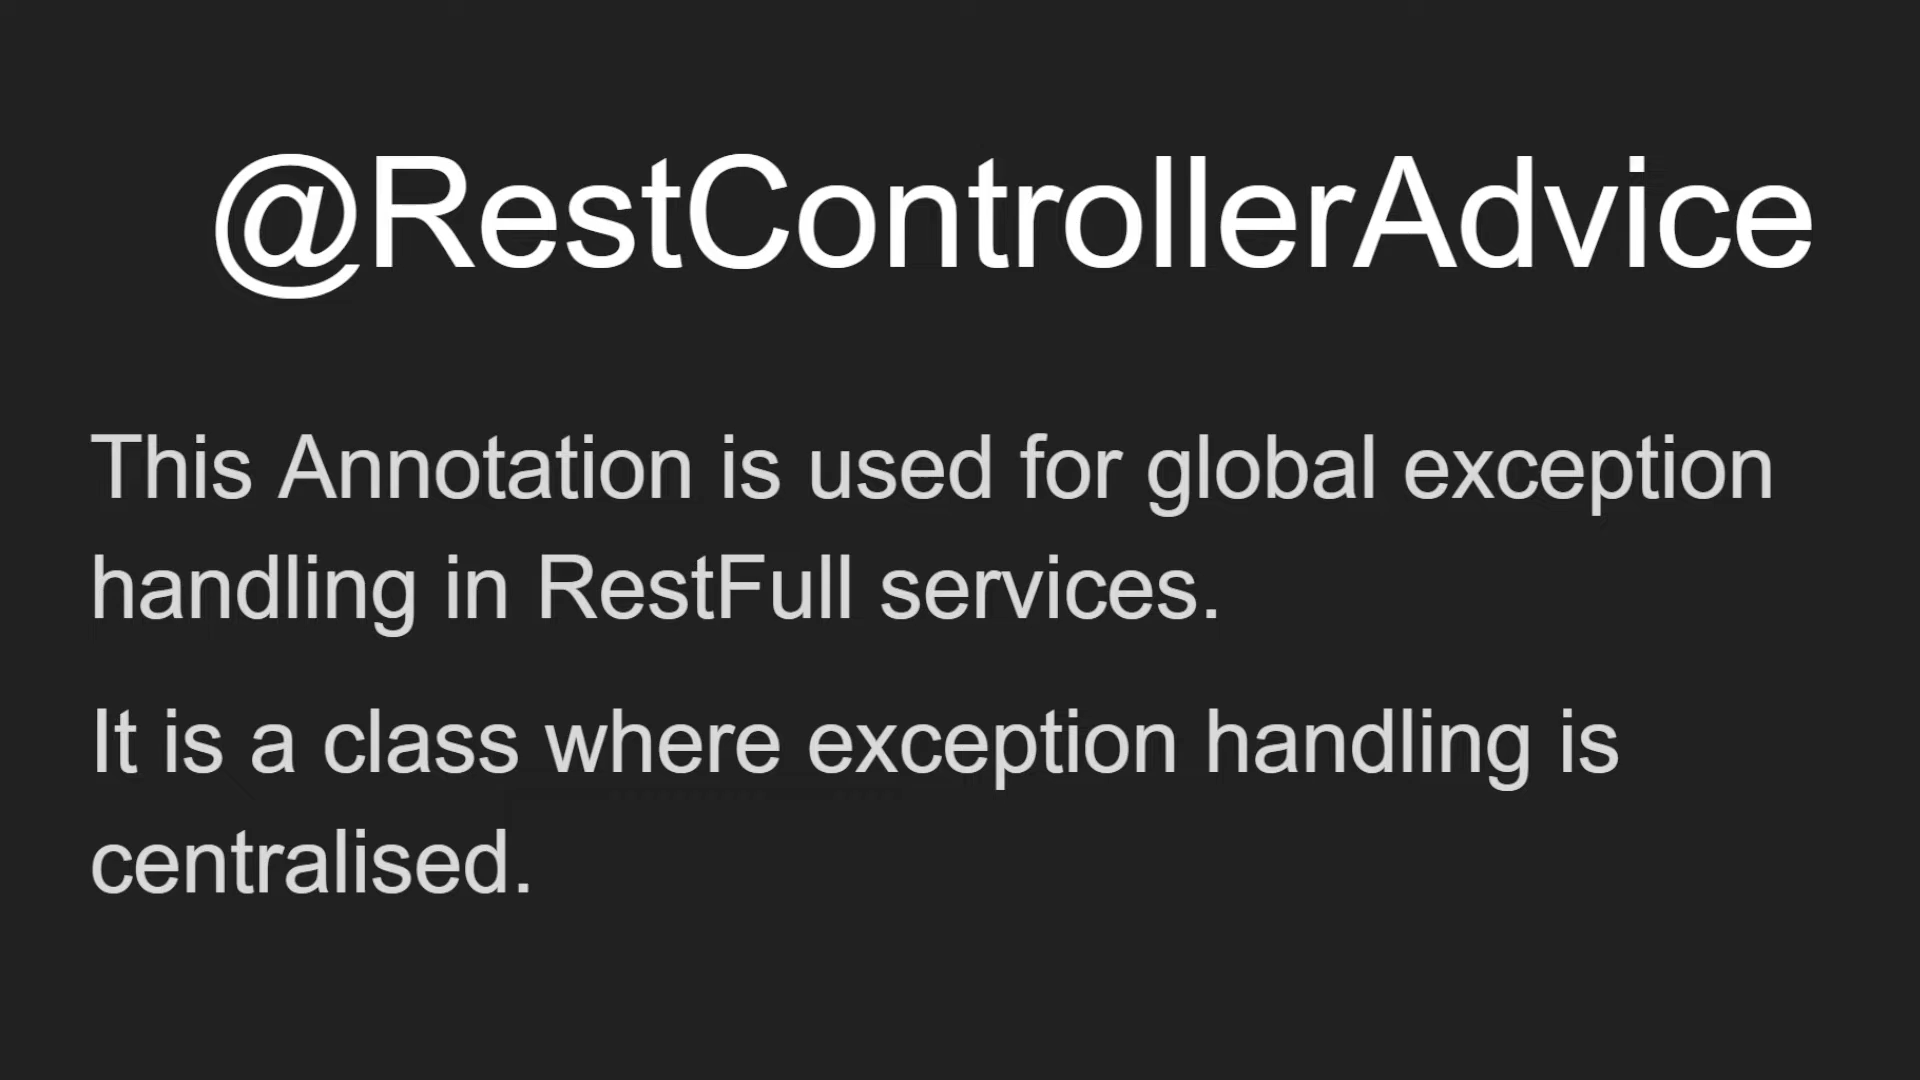 @RestControllerAdvice
This Annotation is used for global exception
handling in RestFull services.
It is a class where exception handling is
centralised.